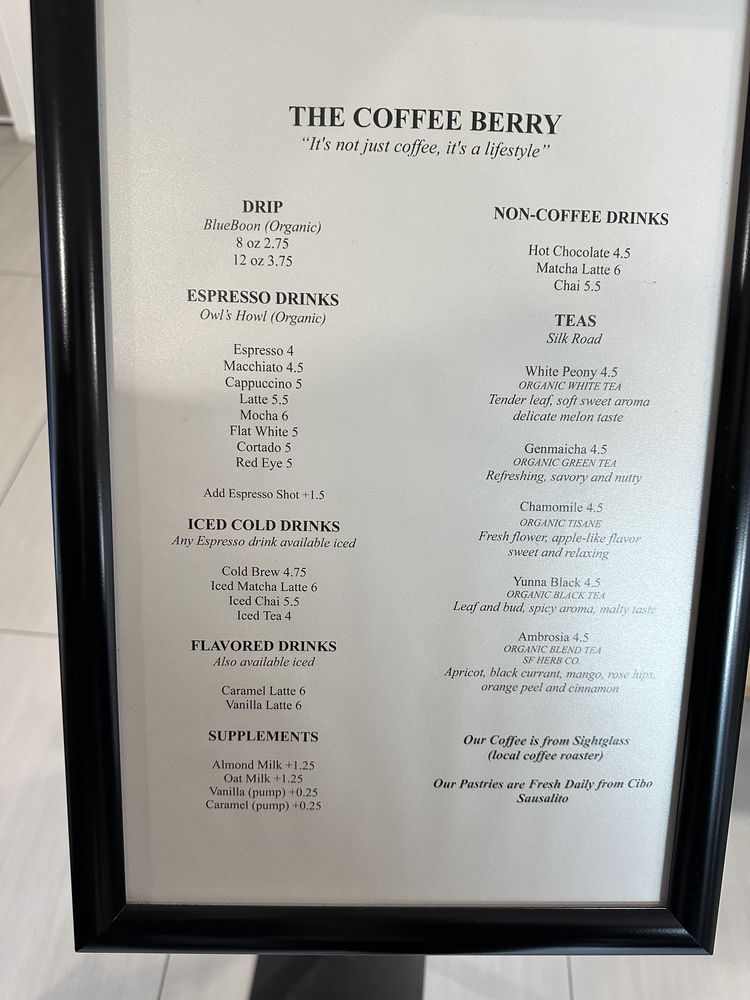 THE COFFEE BERRY
“It's not just coffee, it's a lifestyle”
DRIP
BlueBoon (Organic)
8 oz 2.75
12 oz 3.75
ESPRESSO DRINKS
Owl's Howl (Organic)
Espresso 4
Macchiato 4.5
Cappuccino 5
Latte 5.5
Mocha 6
Flat White 5
Cortado 5
Red Eye 5
Add Espresso Shot +1.5
ICED COLD DRINKS
Any Espresso drink available iced
Cold Brew 4.75
Iced Matcha Latte 6
Iced Chai 5.5
Iced Tea 4
FLAVORED DRINKS
Also available iced
Caramel Latte 6
Vanilla Latte 6
SUPPLEMENTS
Almond Milk +1.25
Oat Milk +1.25
Vanilla (pump) +0.25
Caramel (pump) +0.25
NON-COFFEE DRINKS
Hot Chocolate 4.5
Matcha Latte 6
Chai 5.5
TEAS
Silk Road
White Peony 4.5
ORGANIC WHITE TEA
Tender leaf, soft sweet aroma
delicate melon taste
Genmaicha 4.5
ORGANIC GREEN TEA
Refreshing, savory and nutty
Chamomile 4.5
ORGANIC TISANE
Fresh flower, apple-like flavor
sweet and relaxing
Yunna Black 4.5
ORGANIC BLACK TEA
Leaf and bud, spicy aroma, malty taste
Ambrosia 4.5
ORGANIC BLEND TEA
SF HERB CO.
Apricot, black currant, mango, rose hips,
orange peel and cinnamon
Our Coffee is from Sightglass
(local coffee roaster)
Our Pastries are Fresh Daily from Cibo
Sausalito